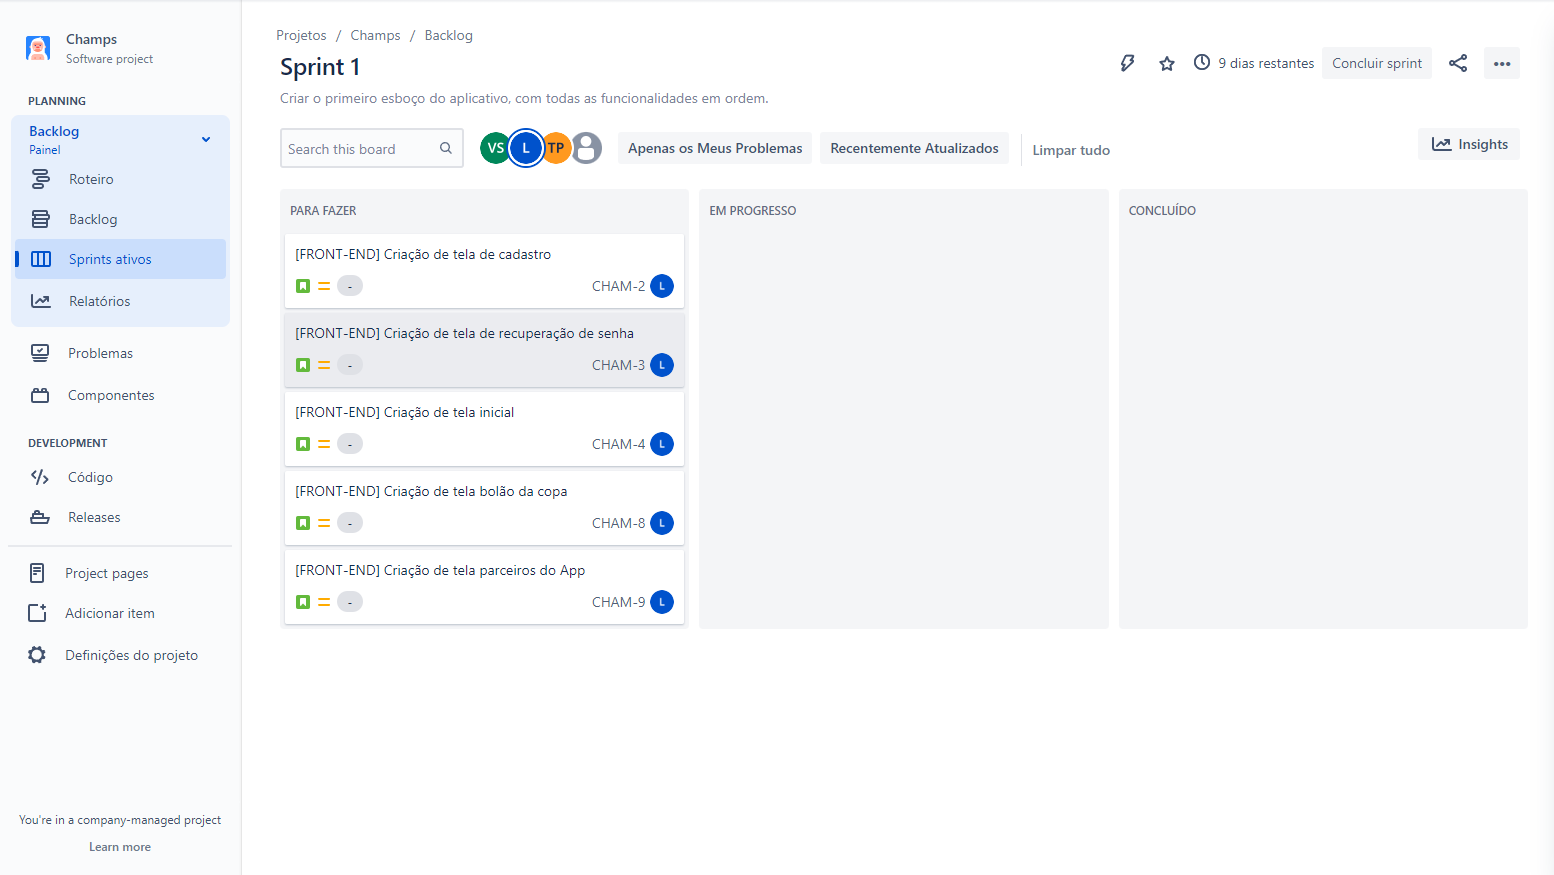 Champs
Software project
PLANNING
Backlog
Painel
Roteiro
Backlog
Sprints ativos
Relatórios
Problemas
Componentes
DEVELOPMENT
Código
Releases
Project pages
Adicionar item
Definições do projeto
You're in a company-managed project
Learn more
Projetos / Champs / Backlog
Sprint 1
9 dias restantes Concluir sprint
Criar o primeiro esboço do aplicativo, com todas as funcionalidades em ordem.
Search this board VS L TP Apenas os Meus Problemas Recentemente Atualizados Limpar tudo Insights
PARA FAZER
[FRONT-END] Criação de tela de cadastro
- CHAM-2 L
[FRONT-END] Criação de tela de recuperação de senha
- CHAM-3 L
[FRONT-END] Criação de tela inicial
- CHAM-4 L
[FRONT-END] Criação de tela bolão da copa
- CHAM-8 L
[FRONT-END] Criação de tela parceiros do App
- CHAM-9 L
EM PROGRESSO
CONCLUÍDO